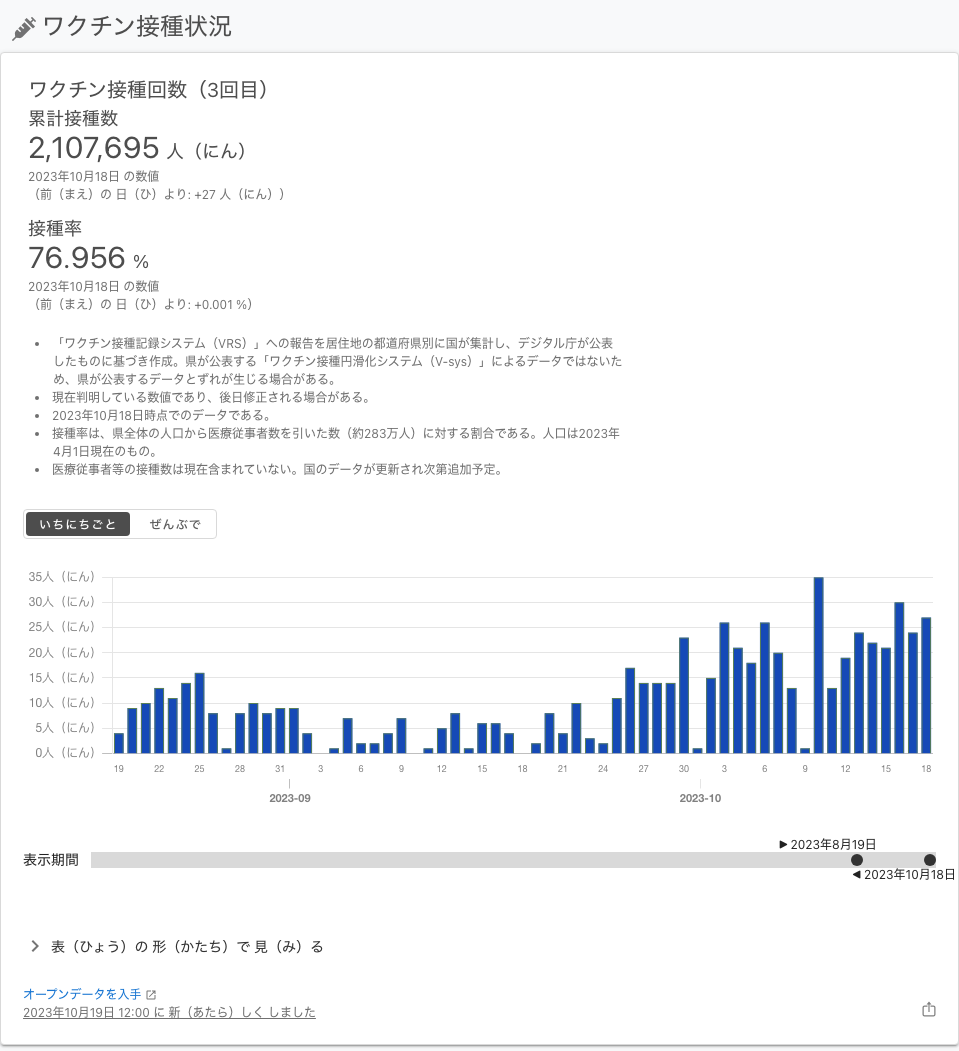 ワクチン接種状況
ワクチン接種回数（3回目）
累計接種数
2,107,695 人（にん）
2023年10月18日 の数値
（前（まえ）の 日（ひ）より: +27 人（にん））
接種率
76.956 %
2023年10月18日 の数値
（前（まえ）の 日（ひ）より: +0.001 %）
• 「ワクチン接種記録システム（VRS）」への報告を居住地の都道府県別に国が集計し、デジタル庁が公表
したものに基づき作成。県が公表する「ワクチン接種円滑化システム（V-sys）」によるデータではないた
め、県が公表するデータとずれが生じる場合がある。
• 現在判明している数値であり、後日修正される場合がある。
• 2023年10月18日時点でのデータである。
• 接種率は、県全体の人口から医療従事者数を引いた数（約283万人）に対する割合である。人口は2023年
4月1日現在のもの。
• 医療従事者等の接種数は現在含まれていない。国のデータが更新され次第追加予定。
いちにちごと ぜんぶで
35人（にん）
30人（にん）
25人（にん）
20人（にん）
15人（にん）
10人（にん）
5人（にん）
0人（にん）
19 22 25 28 31 3 6 9 12 15 18 21 24 27 30 3 6 9 12 15 18
2023-09 2023-10
▶ 2023年8月19日
表示期間
◀ 2023年10月18日
表（ひょう）の 形（かたち）で 見（み）る
オープンデータを入手
2023年10月19日 12:00 に 新（あたら）しく しました